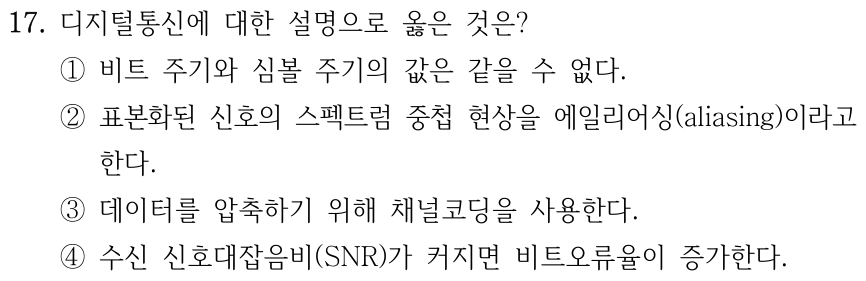 17. 디지털통신에 대한 설명으로 옳은 것은?
① 비트 주기와 심볼 주기의 값은 같을 수 없다.
② 표본화된 신호의 스펙트럼 중첩 현상을 에일리어싱(aliasing)이라고
한다.
③ 데이터를 압축하기 위해 채널코딩을 사용한다.
④ 수신 신호대잡음비(SNR)가 커지면 비트오류율이 증가한다.